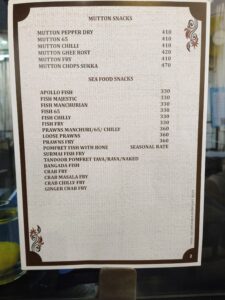 MUTTON SNACKS
MUTTON PEPPER DRY 410
MUTTON 65 410
MUTTON CHILLI 410
MUTTON GHEE ROST 420
MUTTON FRY 410
MUTTON CHOPS SUKKA 470
SEA FOOD SNACKS
APOLLO FISH 330
FISH MAJESTIC 330
FISH MANCHURIAN 330
FISH 65 330
FISH CHILLY 330
FISH FRY 330
PRAWNS MANCHURI/65/ CHILLY 360
LOOSE PRAWNS 360
PRAWNS FRY 360
POMFRET FISH WITH BONE SEASONAL RATE
SURMAI FISH FRY
TANDOOR POMFRET TAVA/RAVA/NAKED
BANGADA FISH
CRAB FRY
CRAB MASALA FRY
CRAB CHILLY FRY
GINGER CRAB FRY